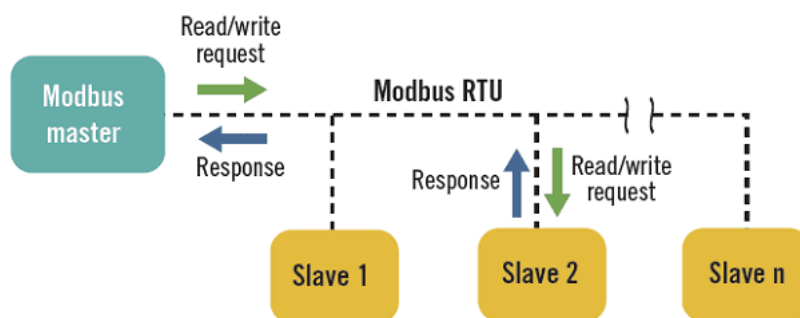 Read/write
request
Modbus
master
Modbus RTU
Response
Response
Read/write
request
Slave 1
Slave 2
Slave n